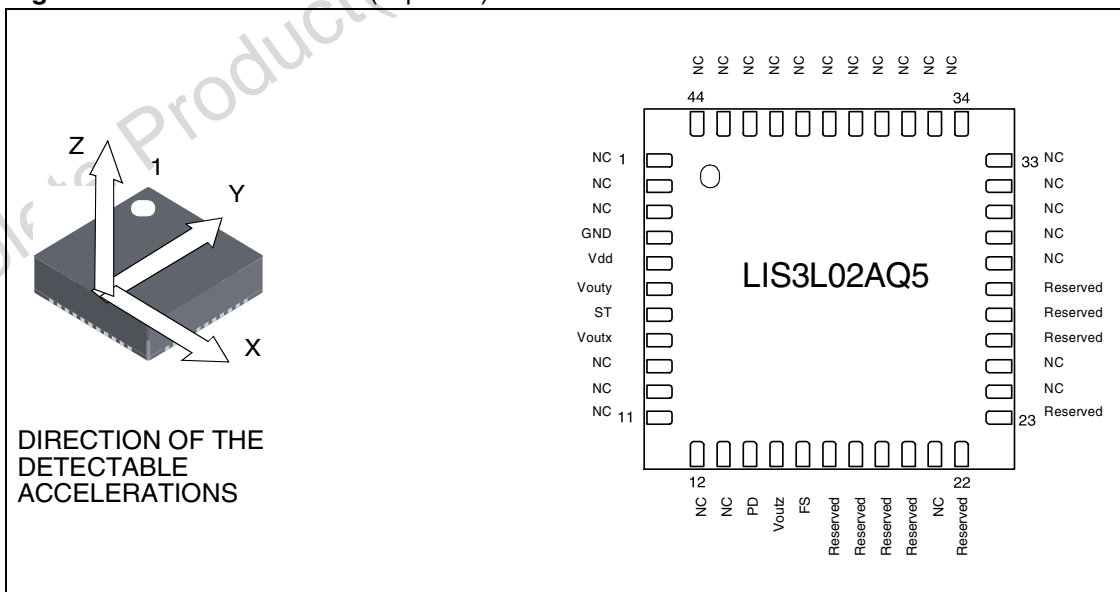 Product(
Z
1
Y
X
DIRECTION OF THE
DETECTABLE
ACCELERATIONS
NC NC NC NC NC NC NC NC NC NC NC
44 34
NC 1
NC
NC
GND
Vdd
Vouty
ST
Voutx
NC
NC
NC 11
LIS3L02AQ5
33 NC
NC
NC
NC
NC
Reserved
Reserved
Reserved
NC
NC
23 Reserved
12 22
NC NC PD Voutz FS Reserved Reserved Reserved Reserved NC Reserved